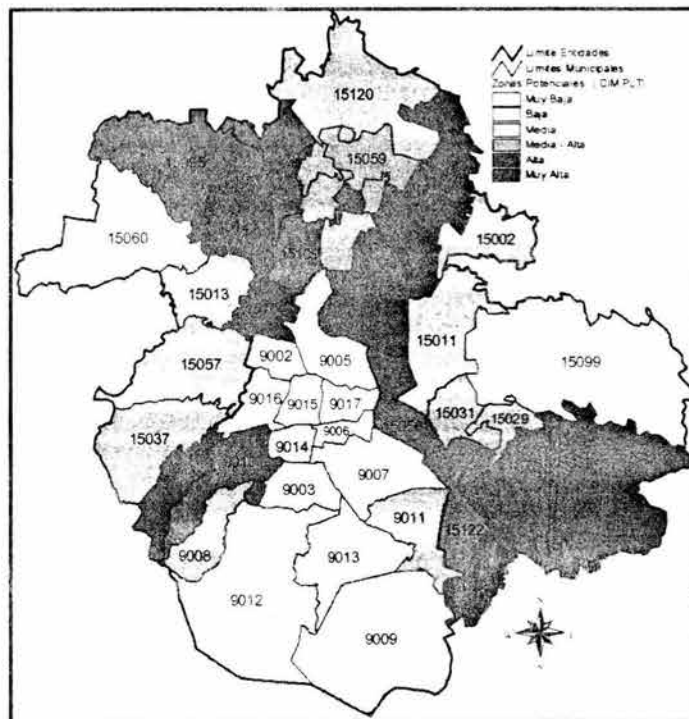 Limite Entidades
Limites Municipales
Zonas Potenciales
Muy Baja
Baja
Media
Media - Alta
Alta
Muy Alta
15120
15059
15060
15002
15013
15011
15099
15057
9002
9005
9016
9015
9017
15031
15029
15037
9006
9014
9007
9003
9011
15122
9008
9013
9012
9009